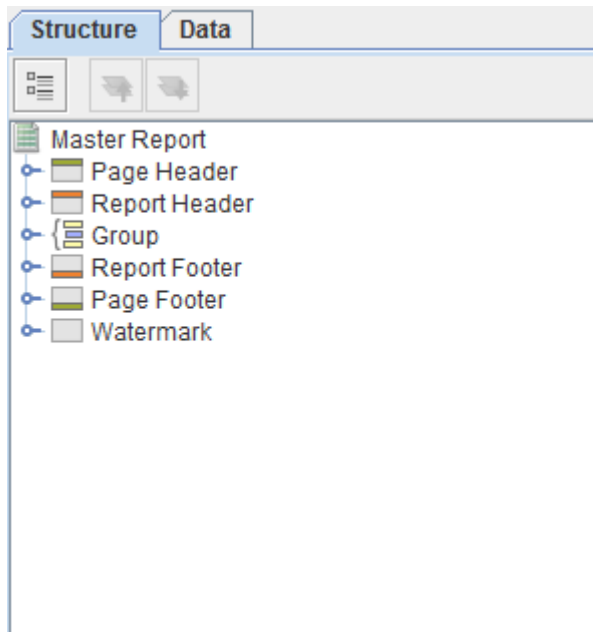 Structure Data
Master Report
Page Header
Report Header
Group
Report Footer
Page Footer
Watermark